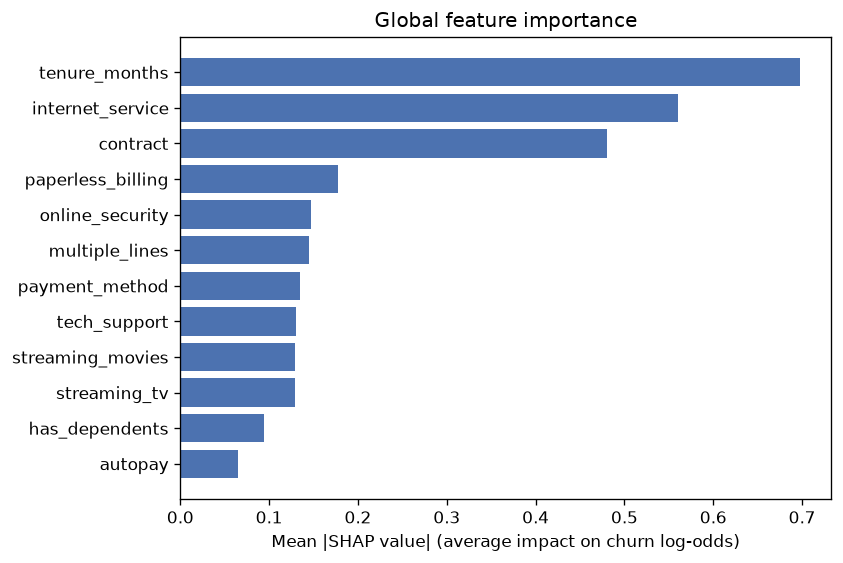 Global feature importance
tenure_months
internet_service
contract
paperless_billing
online_security
multiple_lines
payment_method
tech_support
streaming_movies
streaming_tv
has_dependents
autopay
0.0 0.1 0.2 0.3 0.4 0.5 0.6 0.7
Mean |SHAP value| (average impact on churn log-odds)